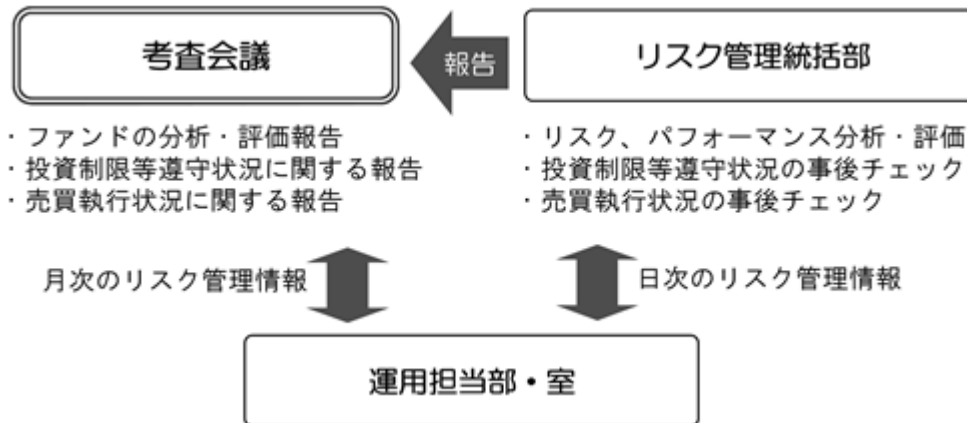 考査会議
報告
リスク管理統括部
・ファンドの分析・評価報告
・投資制限等遵守状況に関する報告
・売買執行状況に関する報告
・リスク、パフォーマンス分析・評価
・投資制限等遵守状況の事後チェック
・売買執行状況の事後チェック
月次のリスク管理情報
日次のリスク管理情報
運用担当部・室